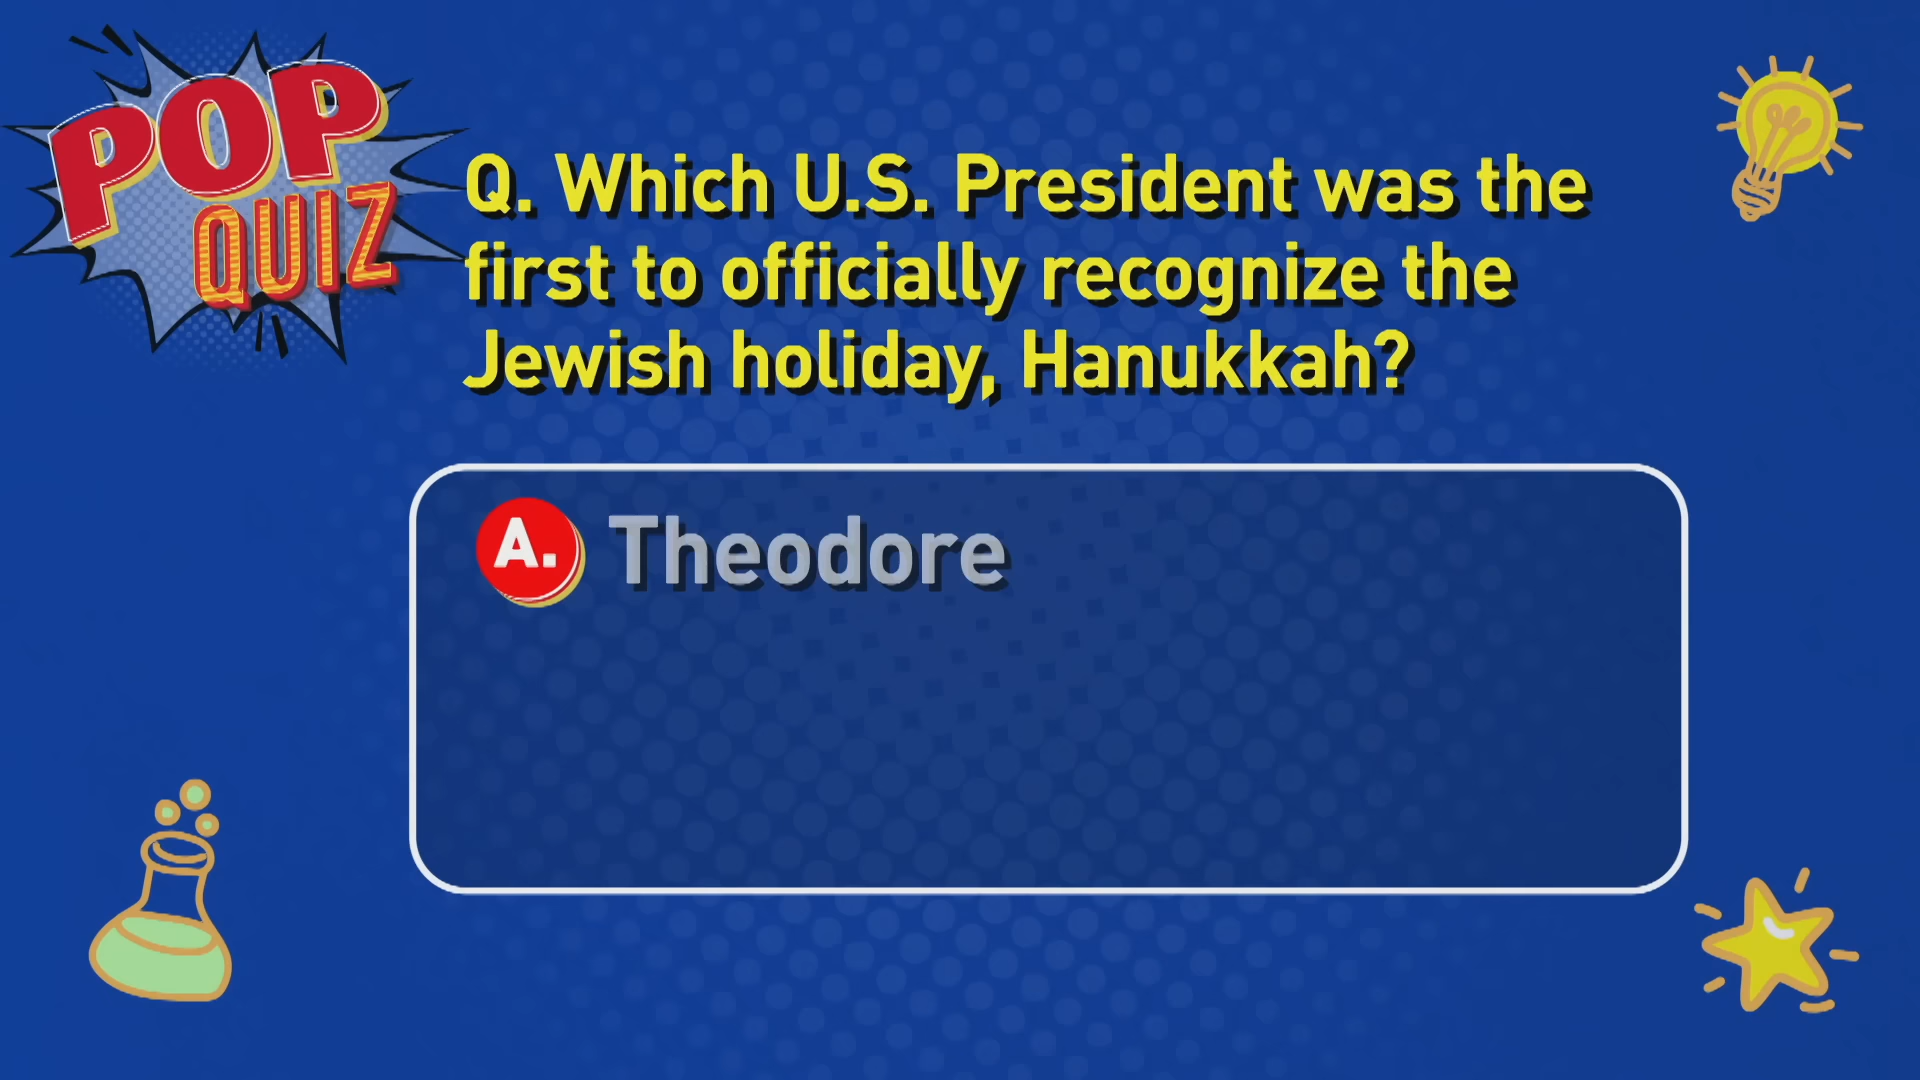 POP
QUIZ
Q. Which U.S. President was the
first to officially recognize the
Jewish holiday, Hanukkah?
A. Theodore